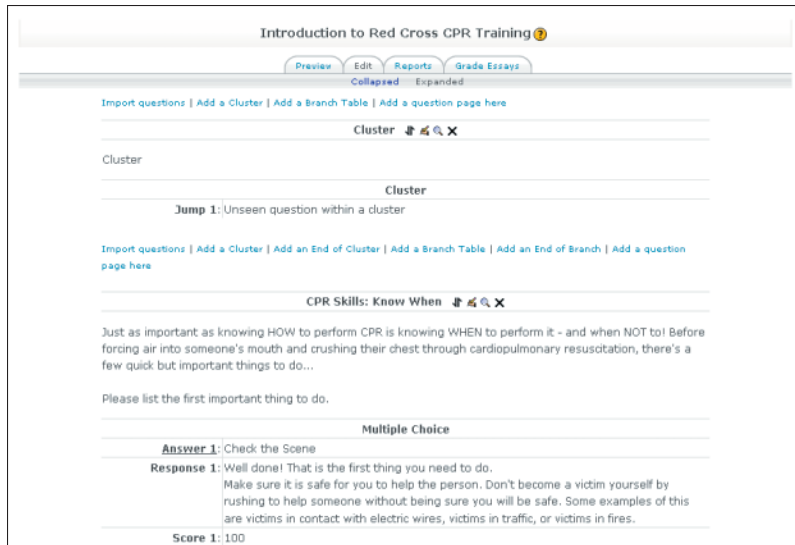 Introduction to Red Cross CPR Training ?
Preview Edit Reports Grade Essays
Collapsed Expanded
Import questions | Add a Cluster | Add a Branch Table | Add a question page here
Cluster
Cluster
Cluster
Jump 1: Unseen question within a cluster
Import questions | Add a Cluster | Add an End of Cluster | Add a Branch Table | Add an End of Branch | Add a question
page here
CPR Skills: Know When
Just as important as knowing HOW to perform CPR is knowing WHEN to perform it - and when NOT to! Before
forcing air into someone's mouth and crushing their chest through cardiopulmonary resuscitation, there's a
few quick but important things to do...
Please list the first important thing to do.
Multiple Choice
Answer 1: Check the Scene
Response 1: Well done! That is the first thing you need to do.
Make sure it is safe for you to help the person. Don't become a victim yourself by
rushing to help someone without being sure you will be safe. Some examples of this
are victims in contact with electric wires, victims in traffic, or victims in fires.
Score 1: 100